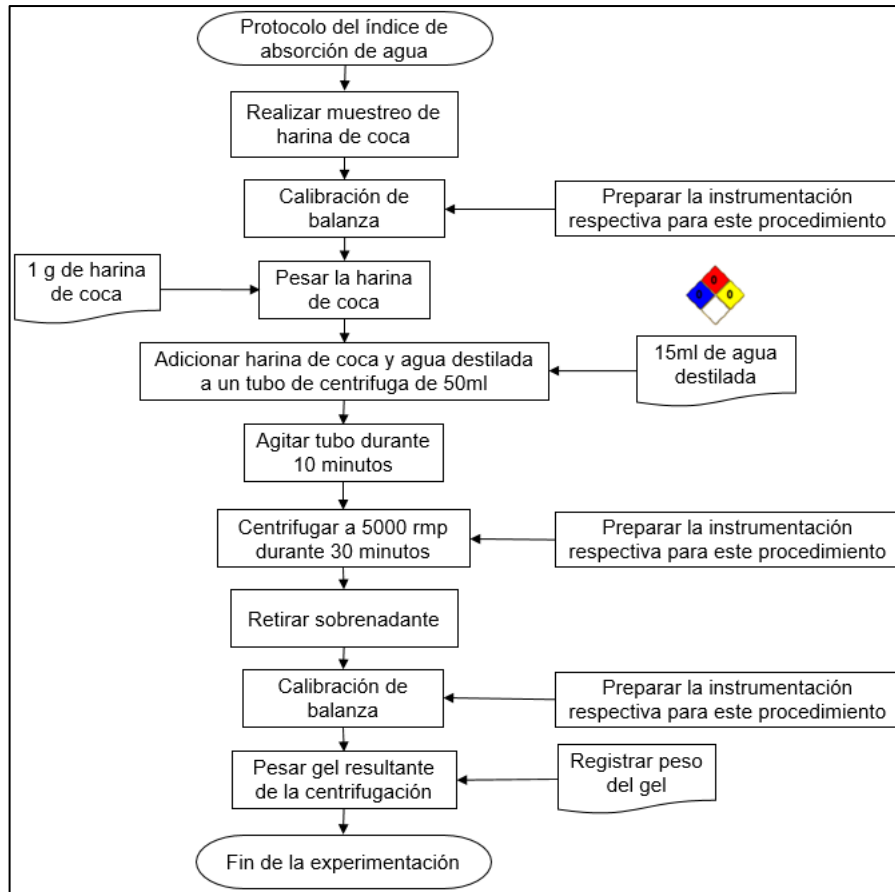 Protocolo del índice de
absorción de agua
Realizar muestreo de
harina de coca
Calibración de
balanza
Preparar la instrumentación
respectiva para este procedimiento
1 g de harina
de coca
Pesar la harina
de coca
0
0
0
Adicionar harina de coca y agua destilada
a un tubo de centrifuga de 50ml
15ml de agua
destilada
Agitar tubo durante
10 minutos
Centrifugar a 5000 rmp
durante 30 minutos
Preparar la instrumentación
respectiva para este procedimiento
Retirar sobrenadante
Calibración de
balanza
Preparar la instrumentación
respectiva para este procedimiento
Pesar gel resultante
de la centrifugación
Registrar peso
del gel
Fin de la experimentación